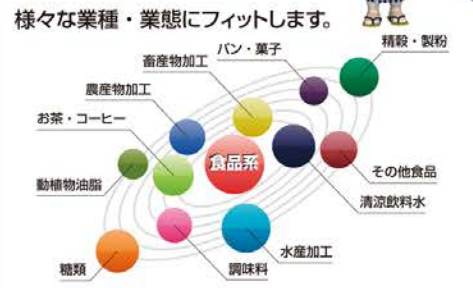 様々な業種・業態にフィットします。
パン・菓子
精穀・製粉
畜産物加工
農産物加工
お茶・コーヒー
食品系
動植物油脂
その他食品
清涼飲料水
水産加工
調味料
糖類